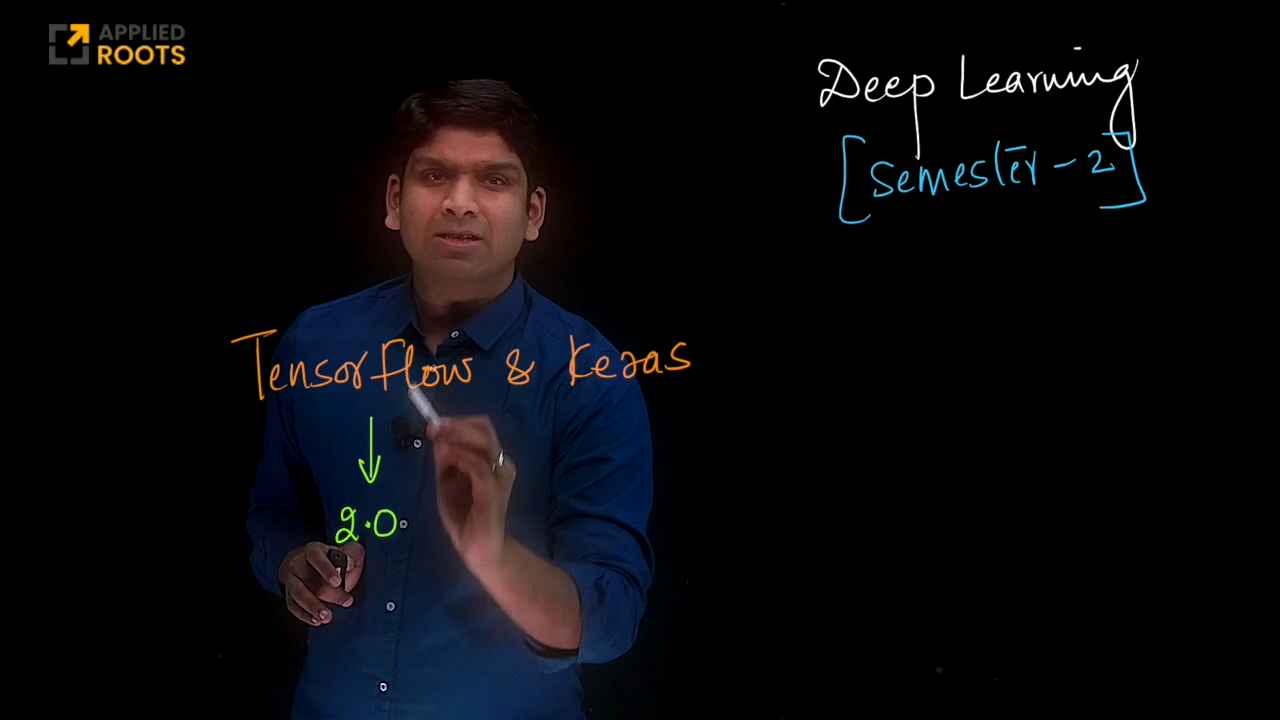 APPLIED
ROOTS
Deep Learning
[Semester - 2]
Tensorflow & Keras
2.0